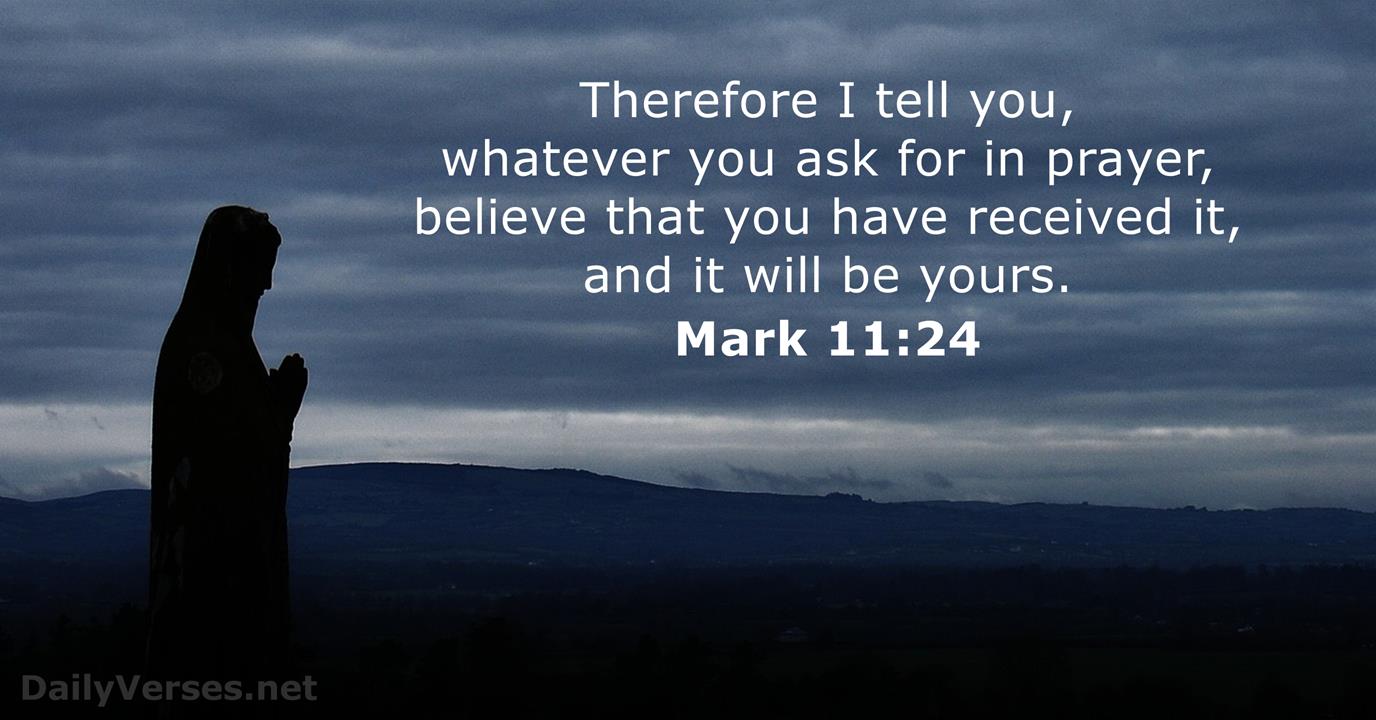 Therefore I tell you,
whatever you ask for in prayer,
believe that you have received it,
and it will be yours.
Mark 11:24
DailyVerses.net